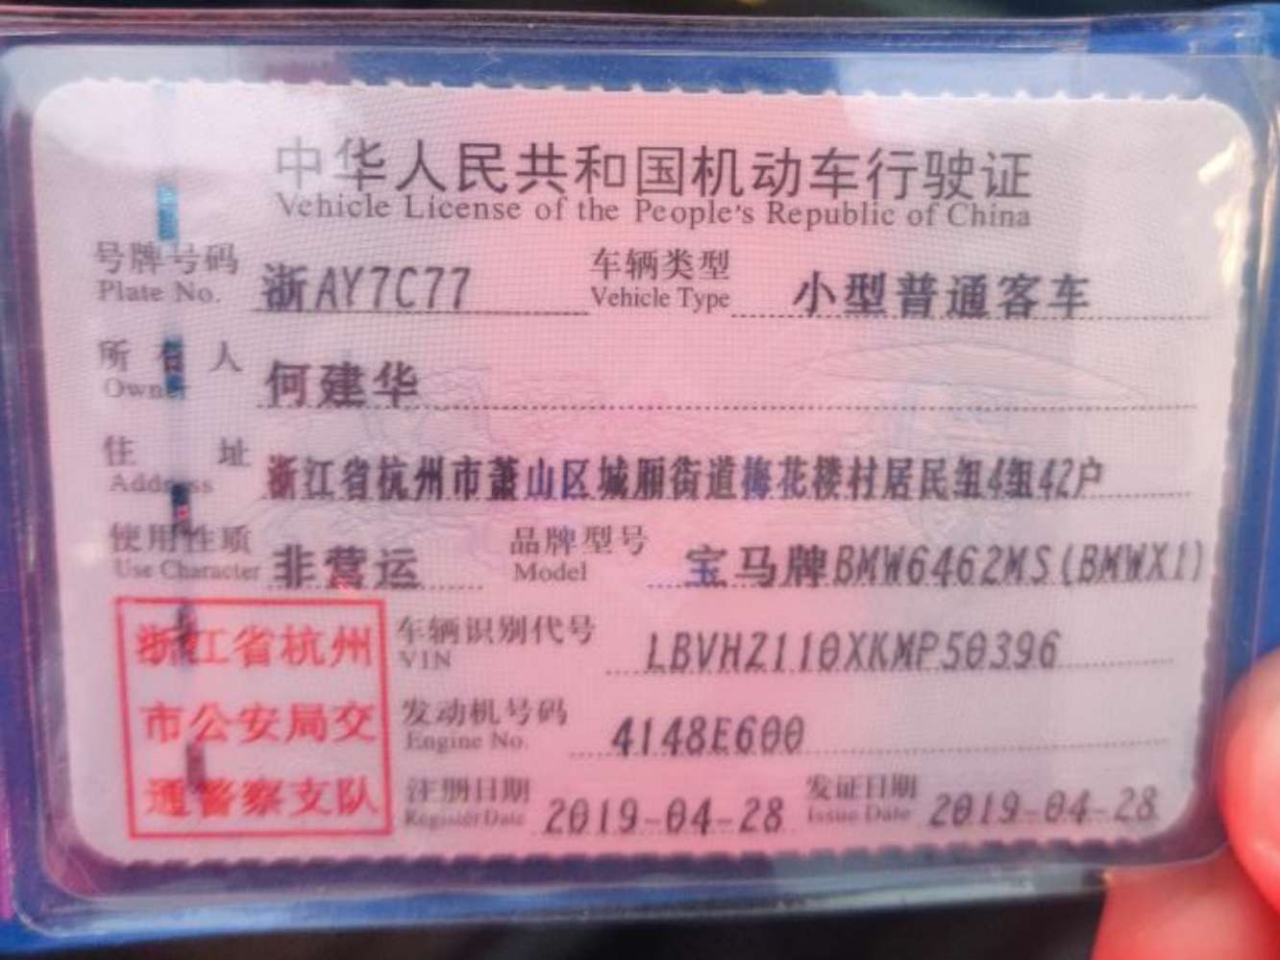 中华人民共和国机动车行驶证
Vehicle License of the People's Republic of China
号牌号码 浙AY7C77 车辆类型 小型普通客车
Plate No. Vehicle Type
所有人 何建华
Owner
住址 浙江省杭州市萧山区城厢街道梅花楼村居民组4组42户
Address
使用性质 非营运 品牌型号 宝马牌BMW6462MS(BMWX1)
Use Character Model
浙江省杭州
市公安局交
通警察支队
车辆识别代号 LBVHZ110XKMP50396
VIN
发动机号码 4148E600
Engine No.
注册日期 2019-04-28 发证日期 2019-04-28
Register Date Issue Date